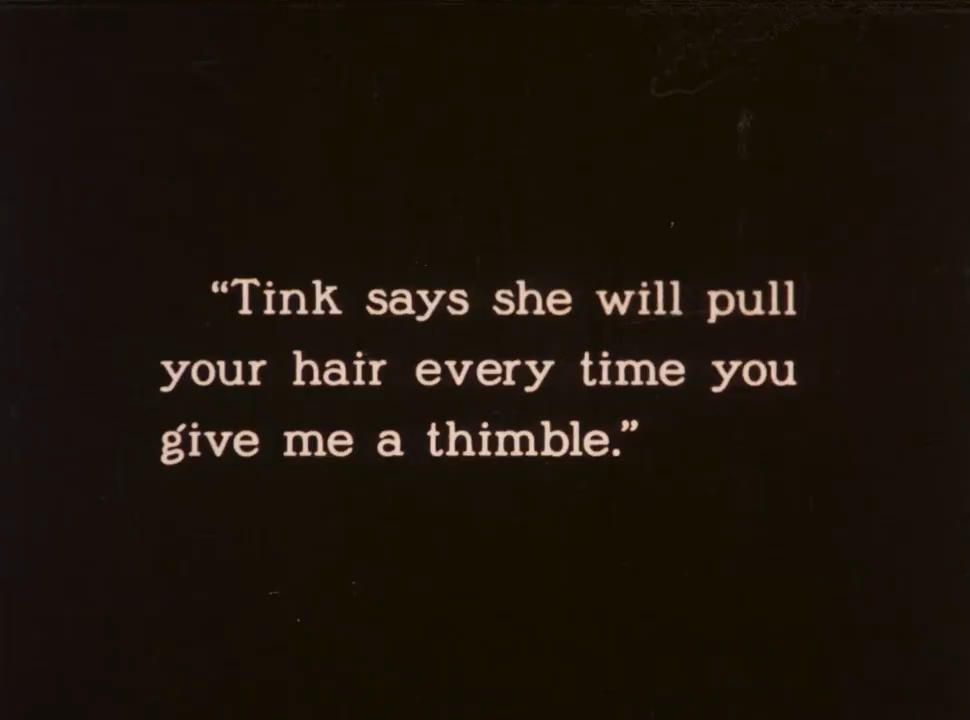 “Tink says she will pull
your hair every time you
give me a thimble.”